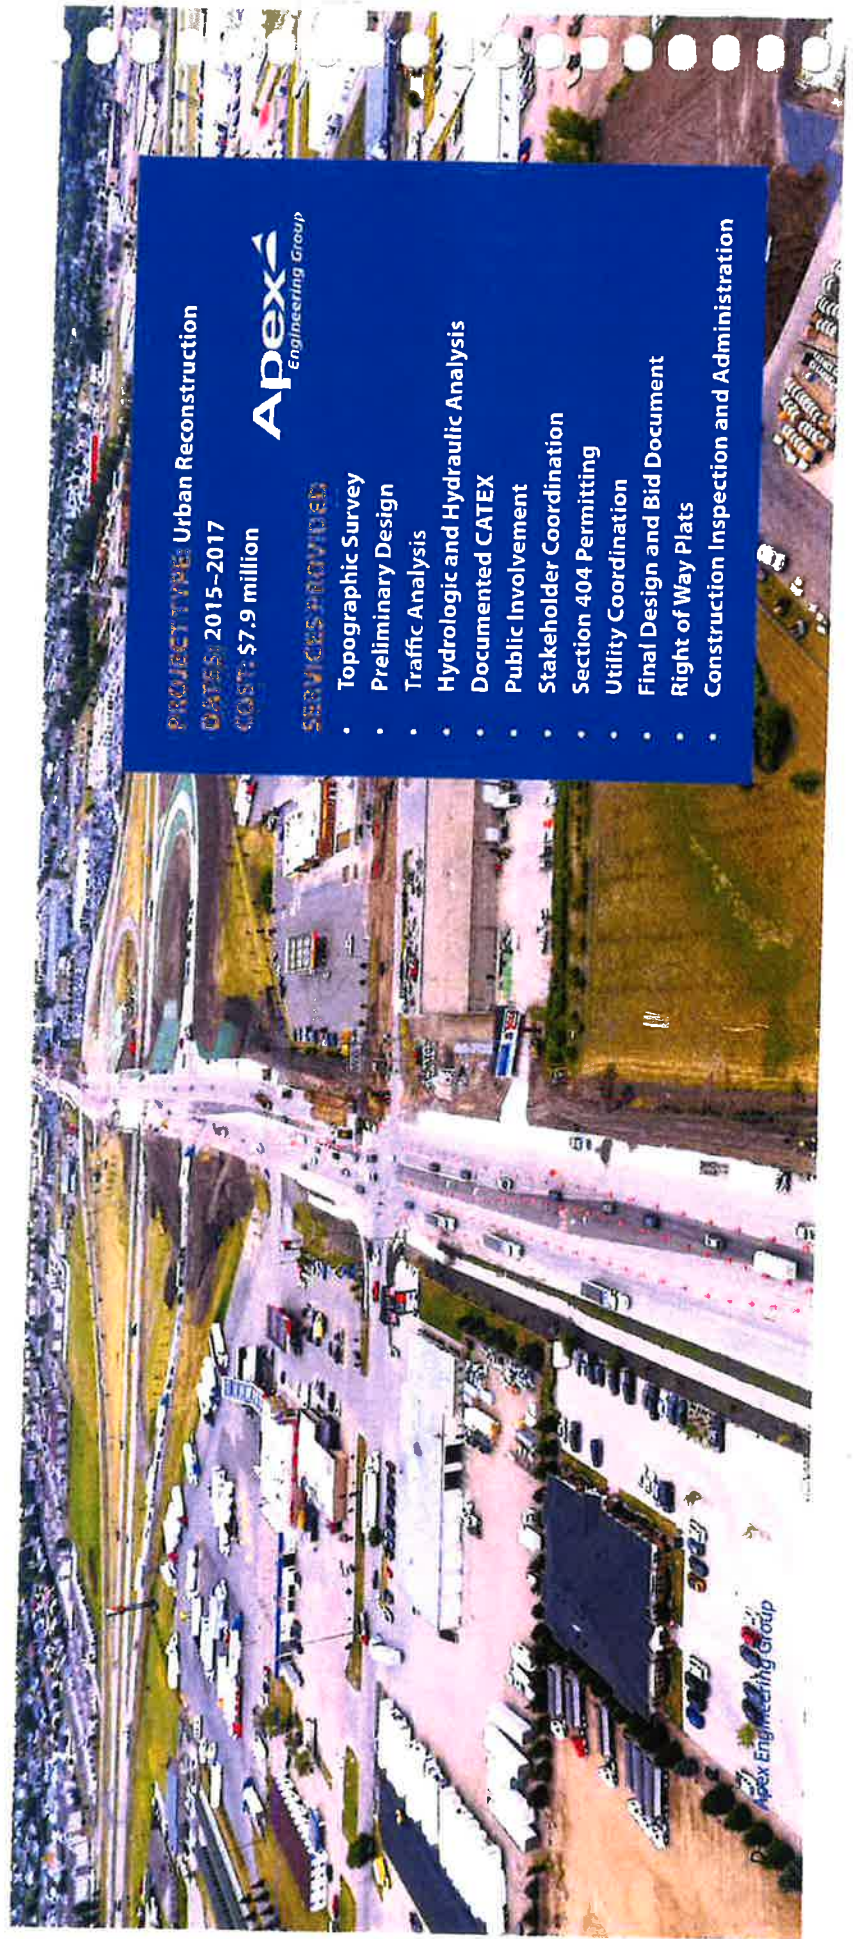 PROJECT TYPE: Urban Reconstruction
DATES: 2015–2017
COST: $7.9 million
Apex
Engineering Group
SERVICES PROVIDED
• Topographic Survey
• Preliminary Design
• Traffic Analysis
• Hydrologic and Hydraulic Analysis
• Documented CATEX
• Public Involvement
• Stakeholder Coordination
• Section 404 Permitting
• Utility Coordination
• Final Design and Bid Document
• Right of Way Plats
• Construction Inspection and Administration
Apex Engineering Group